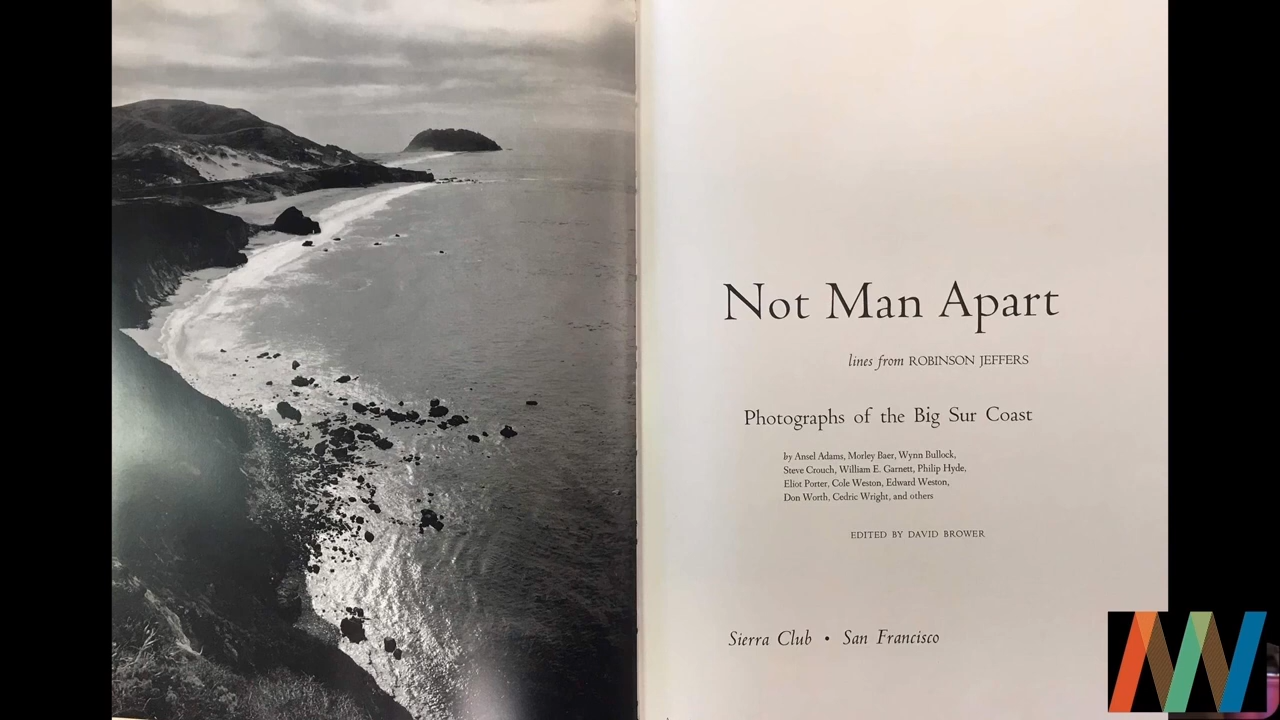 Not Man Apart
lines from ROBINSON JEFFERS
Photographs of the Big Sur Coast
by Ansel Adams, Morley Baer, Wynn Bullock,
Steve Crouch, William E. Garnett, Philip Hyde,
Eliot Porter, Cole Weston, Edward Weston,
Don Worth, Cedric Wright, and others
EDITED BY DAVID BROWER
Sierra Club • San Francisco